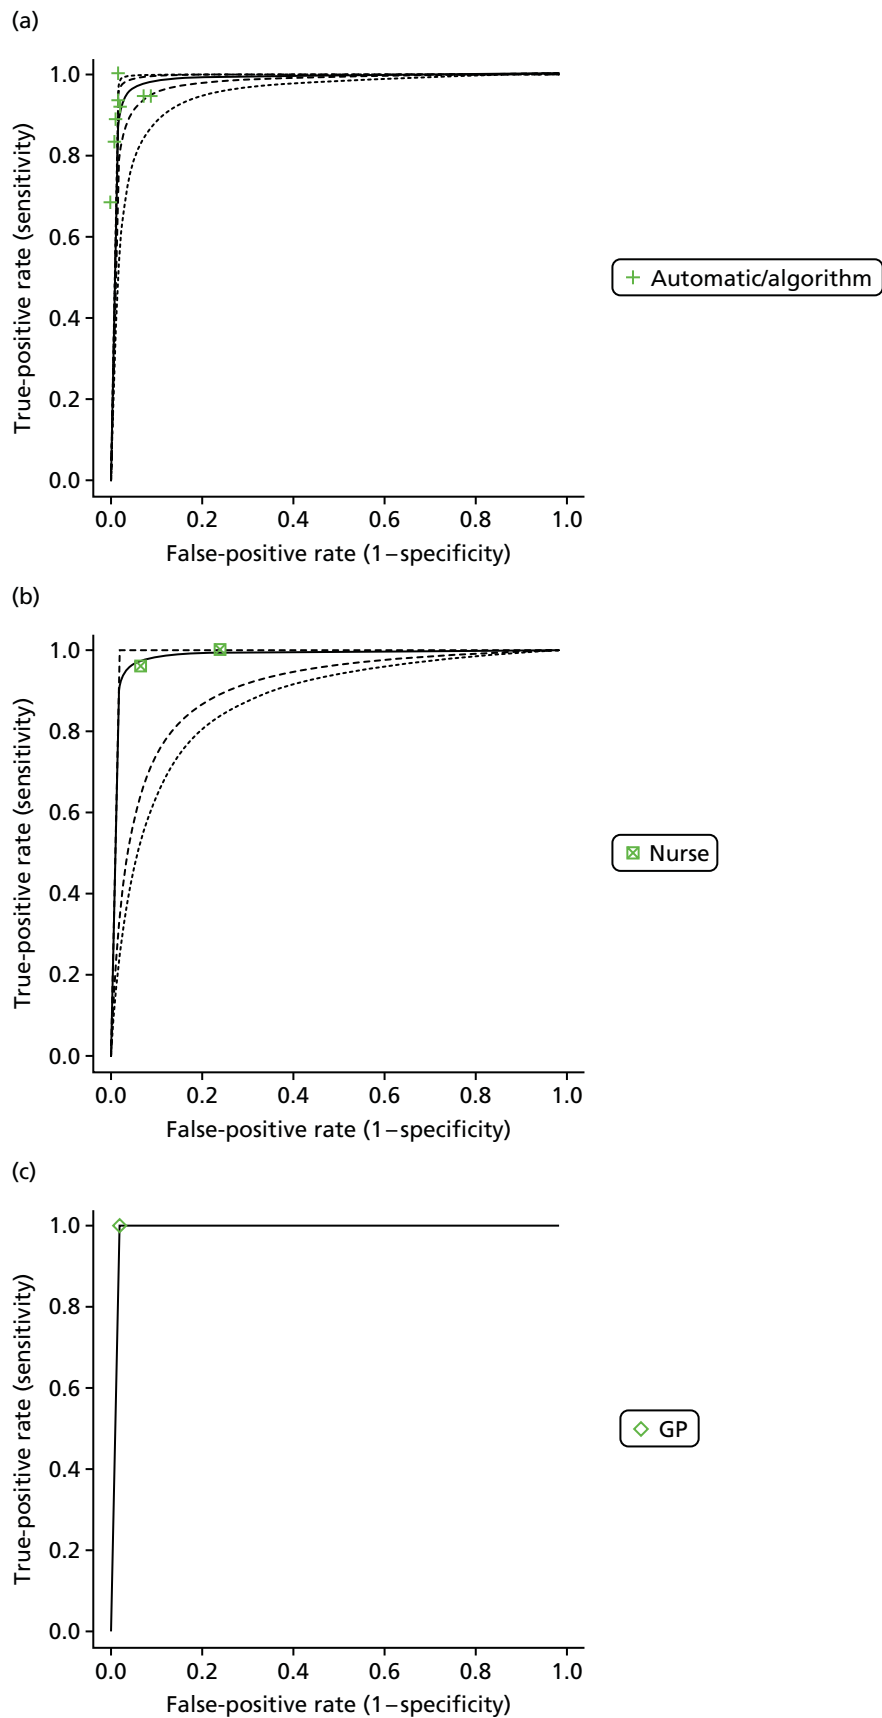 (a)
True-positive rate (sensitivity)
1.0
0.8
0.6
0.4
0.2
0.0
0.0 0.2 0.4 0.6 0.8 1.0
False-positive rate (1–specificity)
Automatic/algorithm
(b)
True-positive rate (sensitivity)
1.0
0.8
0.6
0.4
0.2
0.0
0.0 0.2 0.4 0.6 0.8 1.0
False-positive rate (1–specificity)
Nurse
(c)
True-positive rate (sensitivity)
1.0
0.8
0.6
0.4
0.2
0.0
0.0 0.2 0.4 0.6 0.8 1.0
False-positive rate (1–specificity)
GP